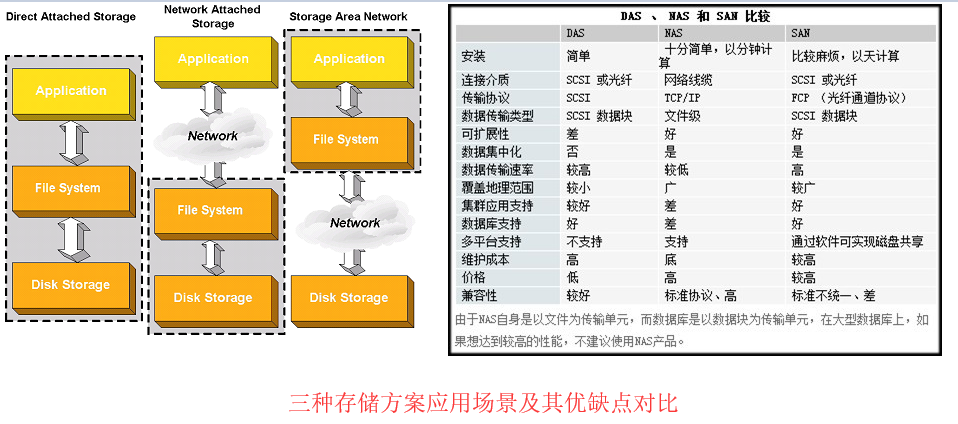 Direct Attached Storage
Application
File System
Disk Storage
Network Attached
Storage
Application
Network
File System
Disk Storage
Storage Area Network
Application
File System
Network
Disk Storage
DAS 、 NAS 和 SAN 比较
DAS NAS SAN
安装 简单 十分简单，以分钟计算 比较麻烦，以天计算
连接介质 SCSI 或光纤 网络线缆 SCSI 或光纤
传输协议 SCSI TCP/IP FCP （光纤通道协议）
数据传输类型 SCSI 数据块 文件级 SCSI 数据块
可扩展性 差 好 好
数据集中化 否 是 是
数据传输速率 较高 较低 高
覆盖地理范围 较小 广 较广
集群应用支持 较好 差 好
数据库支持 好 差 好
多平台支持 不支持 支持 通过软件可实现磁盘共享
维护成本 高 底 较高
价格 低 高 较高
兼容性 较好 标准协议、高 标准不统一、差
由于NAS自身是以文件为传输单元，而数据库是以数据块为传输单元，在大型数据库上，如
果想达到较高的性能，不建议使用NAS产品。
三种存储方案应用场景及其优缺点对比